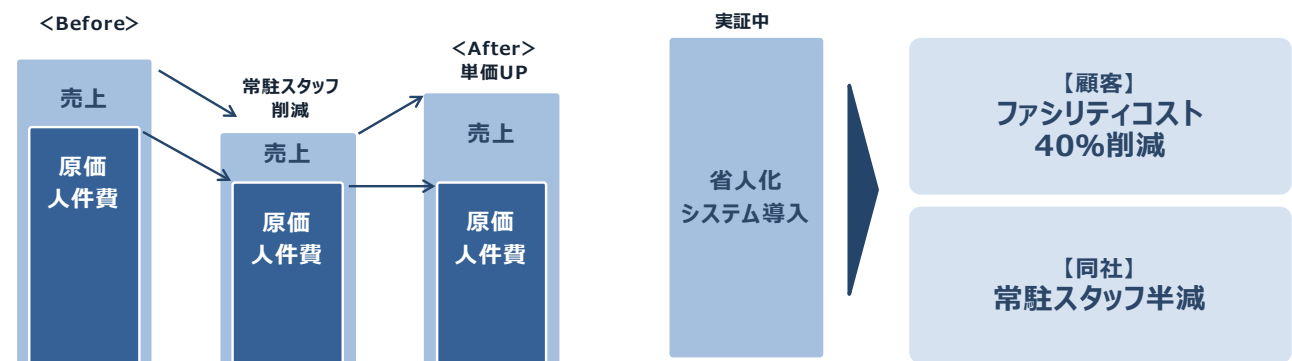 <Before>
売上
原価
人件費
常駐スタッフ
削減
売上
原価
人件費
<After>
単価UP
売上
原価
人件費
実証中
省人化
システム導入
【顧客】
ファシリティコスト
40%削減
【同社】
常駐スタッフ半減